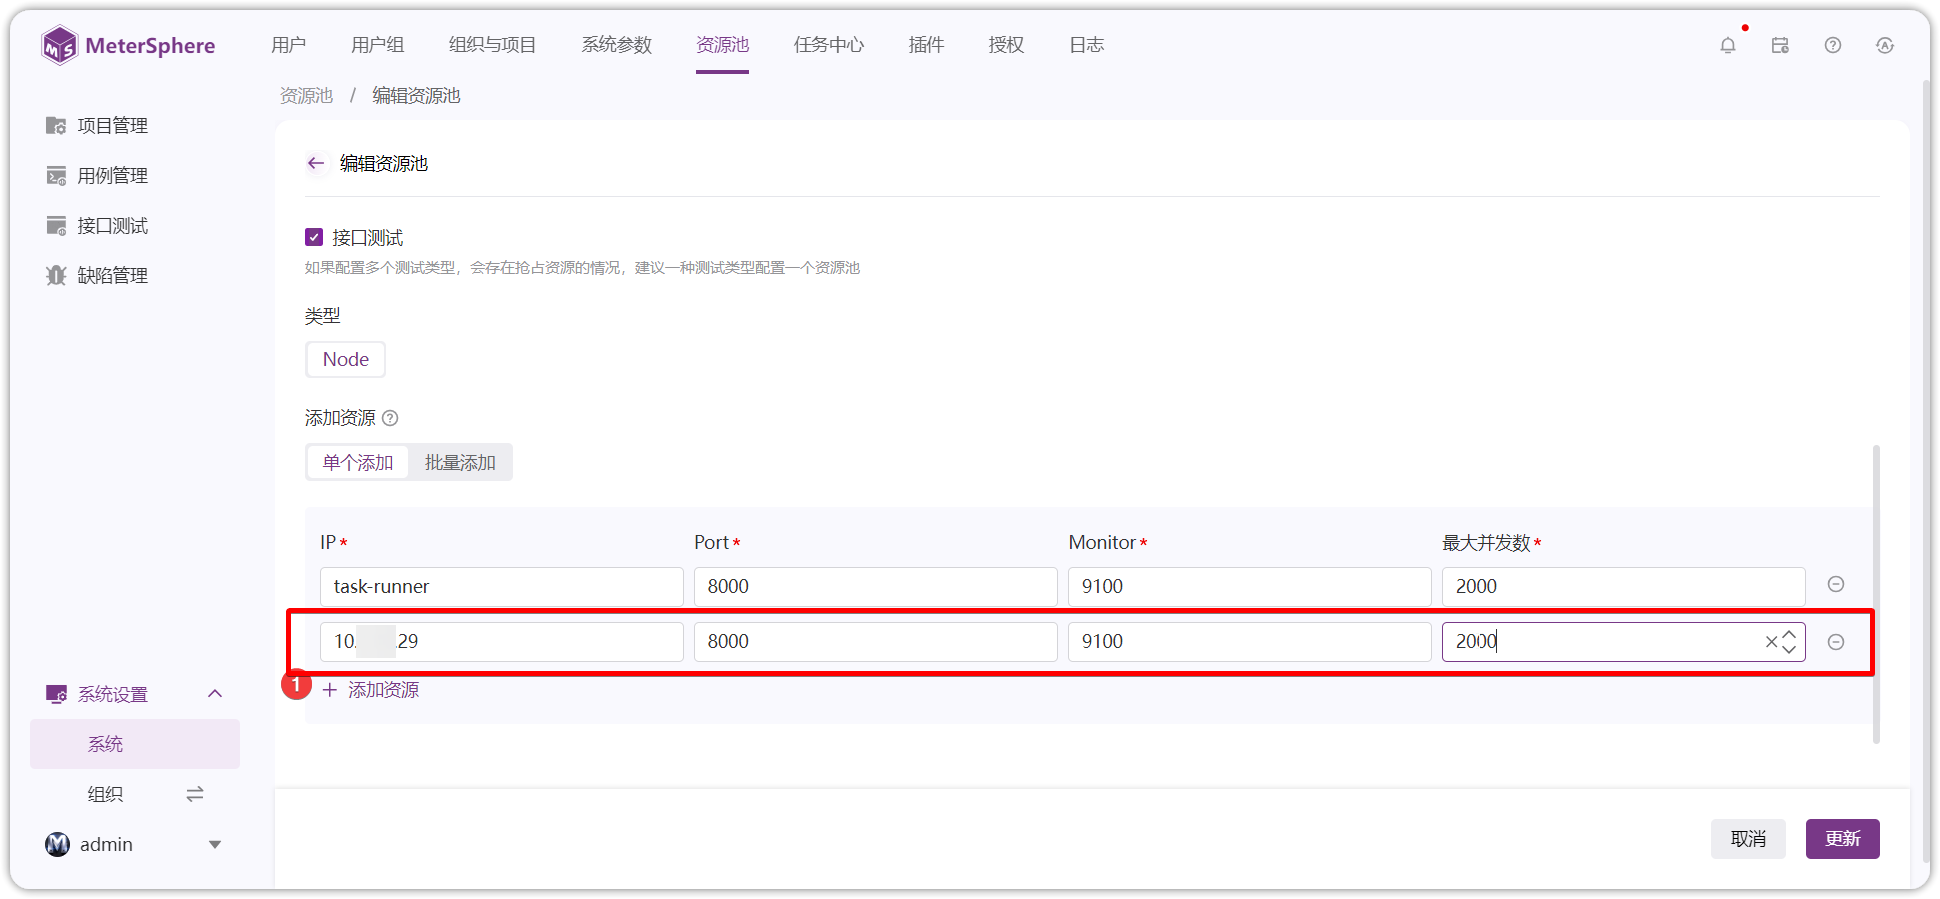 MeterSphere 用户 用户组 组织与项目 系统参数 资源池 任务中心 插件 授权 日志
资源池 / 编辑资源池
项目管理
用例管理
接口测试
缺陷管理
编辑资源池
接口测试
如果配置多个测试类型，会存在抢占资源的情况，建议一种测试类型配置一个资源池
类型
Node
添加资源
单个添加 批量添加
IP* Port* Monitor* 最大并发数*
task-runner 8000 9100 2000
10. .29 8000 9100 2000
1 + 添加资源
系统设置
系统
组织
admin
取消 更新